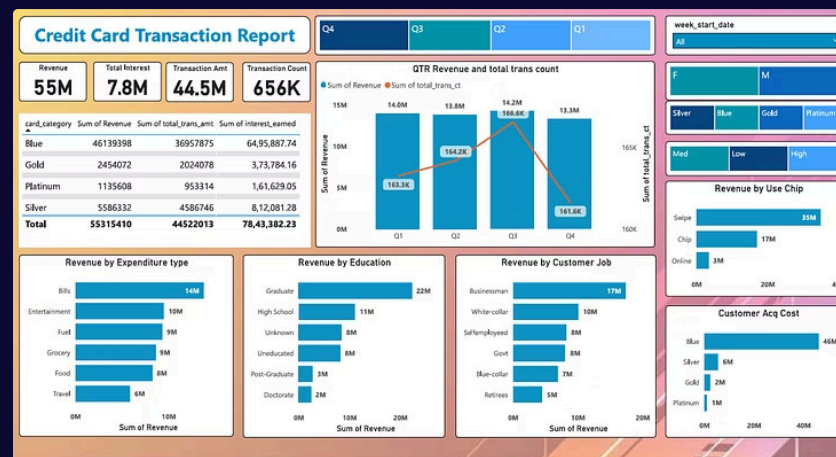 Credit Card Transaction Report
Q4 Q3 Q2 Q1
week_start_date
All
Revenue
55M
Total Interest
7.8M
Transaction Amt
44.5M
Transaction Count
656K
F M
Silver Blue Gold Platinum
Med Low High
card_category Sum of Revenue Sum of total_trans_amt Sum of interest_earned
Blue 46139398 36957875 64,95,887.74
Gold 2454072 2024078 3,73,784.16
Platinum 1135608 953314 1,61,629.05
Silver 5586332 4586746 8,12,081.28
Total 55315410 44522013 78,43,382.23
QTR Revenue and total trans count
Sum of Revenue Sum of total_trans_ct
Sum of Revenue
15M
10M
5M
0M
14.0M 13.8M 14.2M 13.3M
163.3K 164.2K 166.6K 161.6K
Q1 Q2 Q3 Q4
165K
160K
Sum of total_trans_ct
Revenue by Use Chip
Swipe 35M
Chip 17M
Online 3M
0M 20M
Revenue by Expenditure type
Bills 14M
Entertainment 10M
Fuel 9M
Grocery 9M
Food 8M
Travel 6M
0M 10M
Sum of Revenue
Revenue by Education
Graduate 22M
High School 11M
Unknown 8M
Uneducated 8M
Post-Graduate 3M
Doctorate 2M
0M 10M 20M
Sum of Revenue
Revenue by Customer Job
Businessman 17M
White-collar 10M
Selfemployeed 8M
Govt 8M
Blue-collar 7M
Retirees 5M
0M 10M 20M
Sum of Revenue
Customer Acq Cost
Blue 46M
Silver 6M
Gold 2M
Platinum 1M
0M 20M 40M